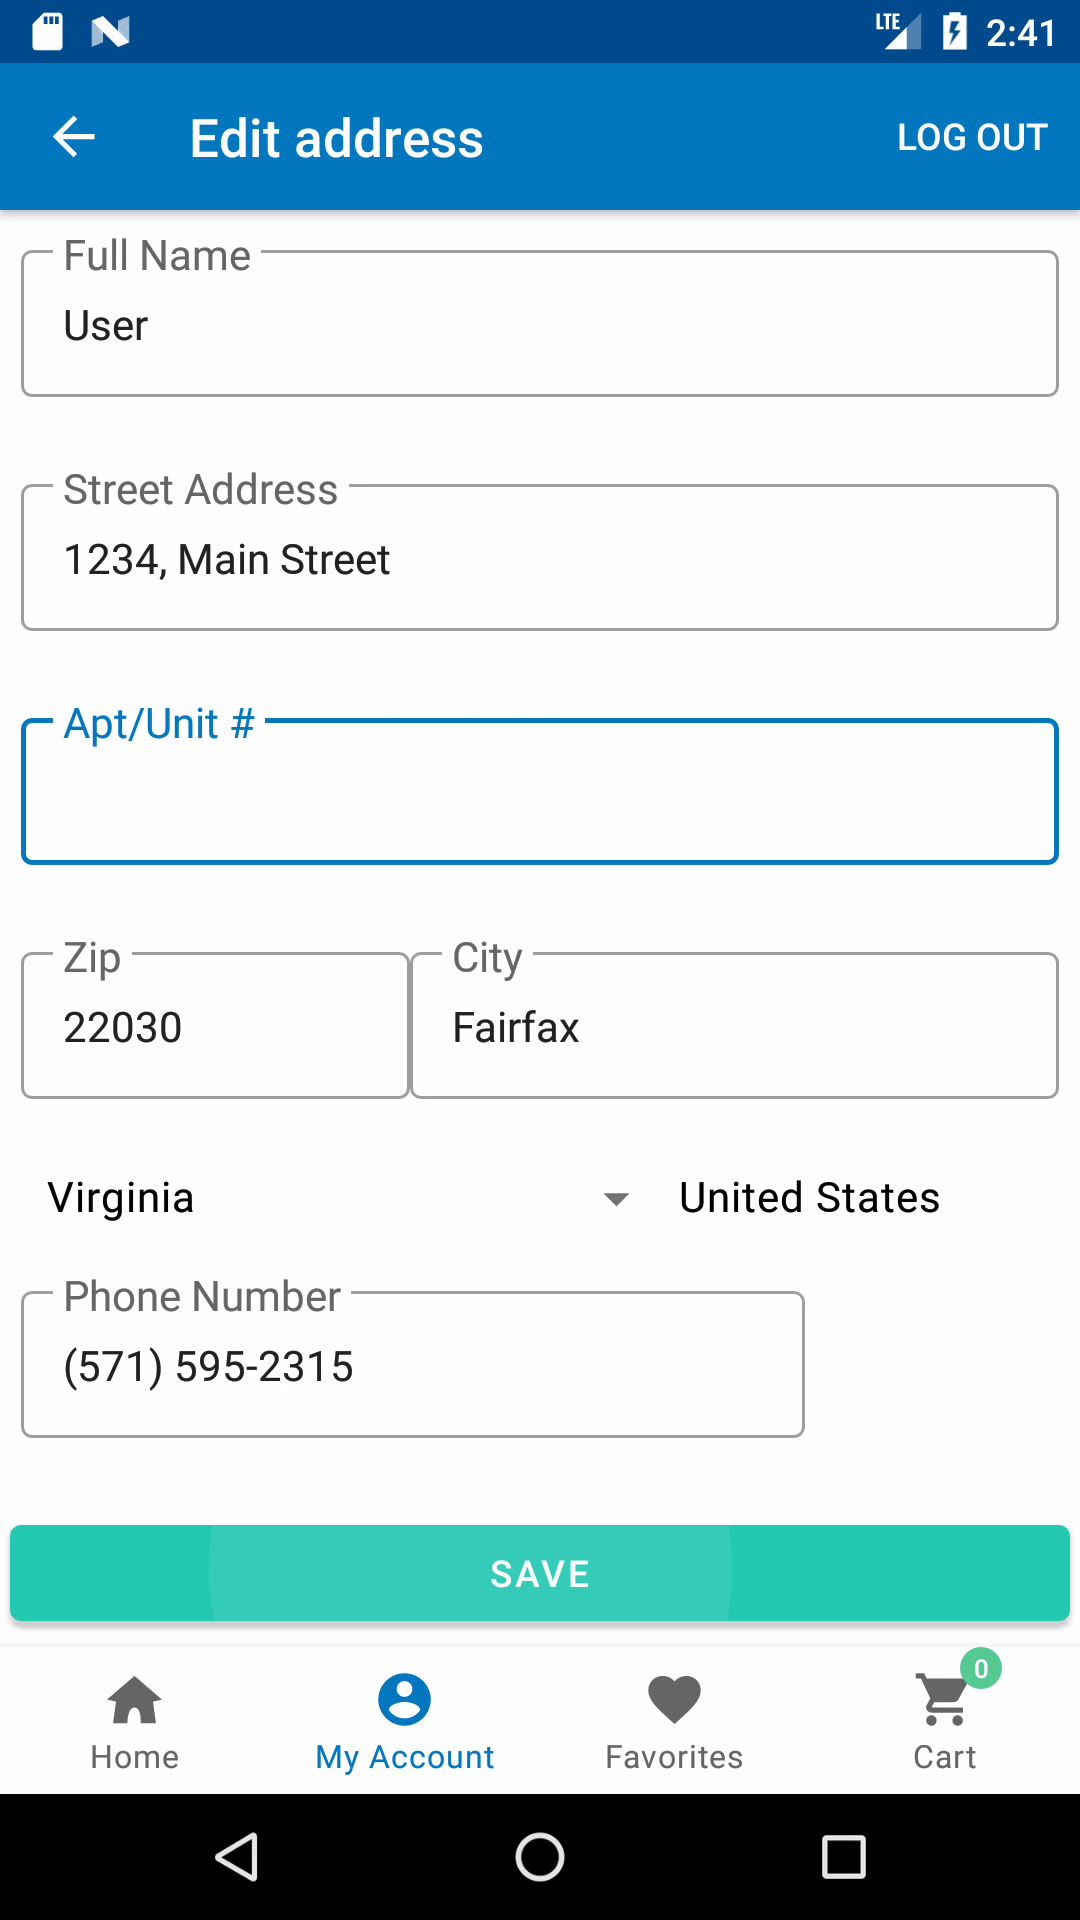 LTE 2:41
Edit address LOG OUT
Full Name
User
Street Address
1234, Main Street
Apt/Unit #
Zip City
22030 Fairfax
Virginia United States
Phone Number
(571) 595-2315
SAVE
0
Home My Account Favorites Cart